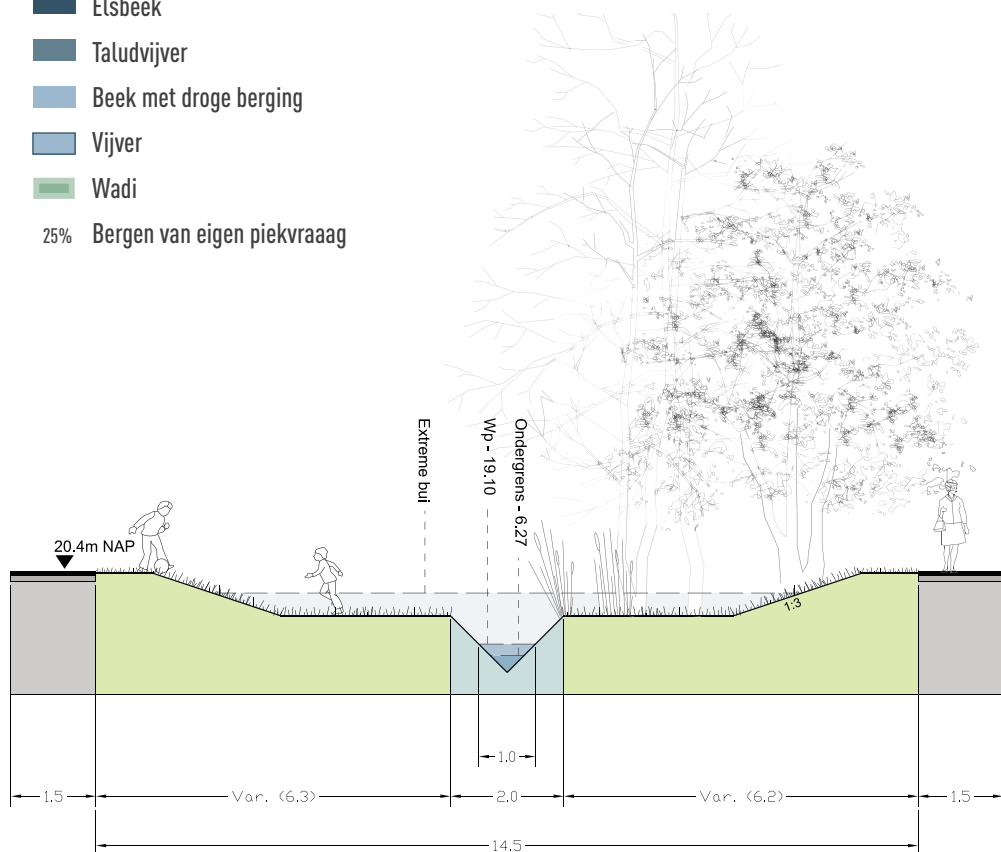 Elsbeek
Taludvijver
Beek met droge berging
Vijver
Wadi
25% Bergen van eigen piekvraaag
Extreme bui
Wp - 19.10
Ondergrens - 6.27
20.4m NAP
1:3
1.0
1.5
Var. (6.3)
2.0
Var. (6.2)
1.5
14.5